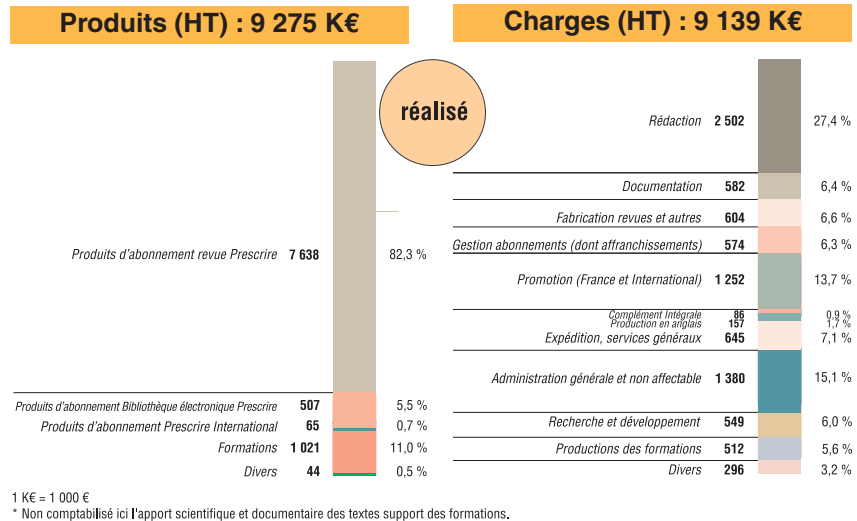 Produits (HT) : 9 275 K€
Charges (HT) : 9 139 K€
réalisé
Produits d'abonnement revue Prescrire 7 638 82,3 %
Produits d'abonnement Bibliothèque électronique Prescrire 507 5,5 %
Produits d'abonnement Prescrire International 65 0,7 %
Formations 1 021 11,0 %
Divers 44 0,5 %
Rédaction 2 502 27,4 %
Documentation 582 6,4 %
Fabrication revues et autres 604 6,6 %
Gestion abonnements (dont affranchissements) 574 6,3 %
Promotion (France et International) 1 252 13,7 %
Complément Intégrale 86 0,9 %
Production en anglais 157 1,7 %
Expédition, services généraux 645 7,1 %
Administration générale et non affectable 1 380 15,1 %
Recherche et développement 549 6,0 %
Productions des formations 512 5,6 %
Divers 296 3,2 %
1 K€ = 1 000 €
* Non comptabilisé ici l'apport scientifique et documentaire des textes support des formations.